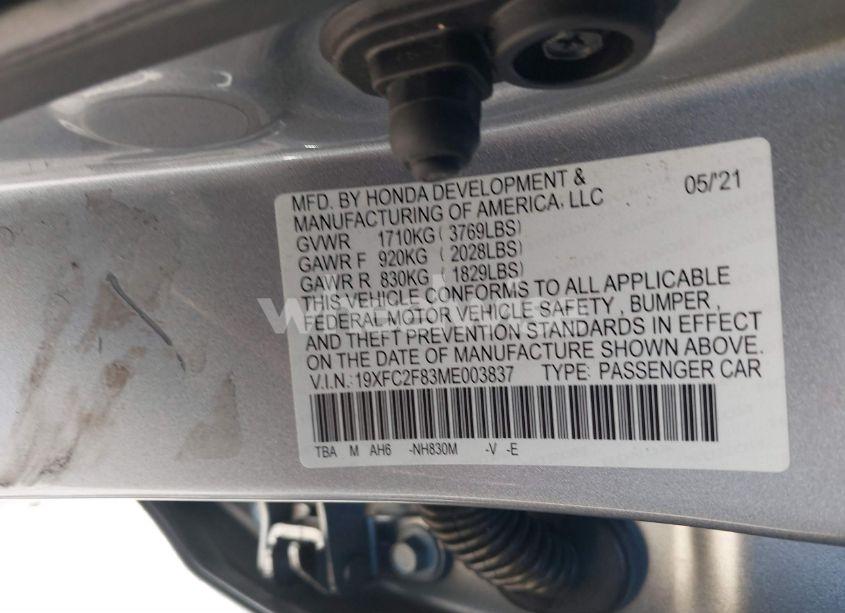 MFD. BY HONDA DEVELOPMENT & 05/'21
MANUFACTURING OF AMERICA, LLC
GVWR 1710KG ( 3769LBS)
GAWR F 920KG ( 2028LBS)
GAWR R 830KG ( 1829LBS)
THIS VEHICLE CONFORMS TO ALL APPLICABLE
FEDERAL MOTOR VEHICLE SAFETY , BUMPER ,
AND THEFT PREVENTION STANDARDS IN EFFECT
ON THE DATE OF MANUFACTURE SHOWN ABOVE.
V.I.N.: 19XFC2F83ME003837 TYPE: PASSENGER CAR
TBA M AH6 -NH830M -V -E